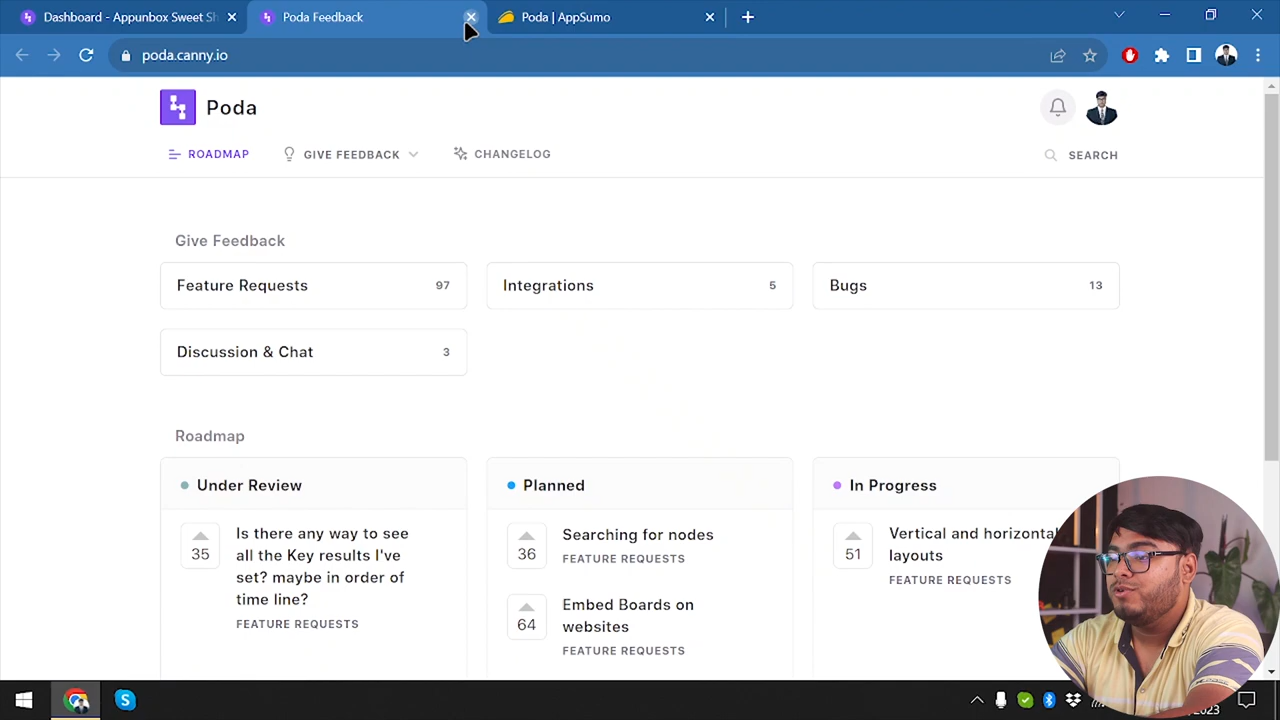 Dashboard - Appunbox Sweet Sh
Poda Feedback
Poda | AppSumo
poda.canny.io
Poda
ROADMAP
GIVE FEEDBACK
CHANGELOG
SEARCH
Give Feedback
Feature Requests 97
Integrations 5
Bugs 13
Discussion & Chat 3
Roadmap
Under Review
35
Is there any way to see
all the Key results I've
set? maybe in order of
time line?
FEATURE REQUESTS
Planned
36
Searching for nodes
FEATURE REQUESTS
64
Embed Boards on
websites
FEATURE REQUESTS
In Progress
51
Vertical and horizontal
layouts
FEATURE REQUESTS
2023